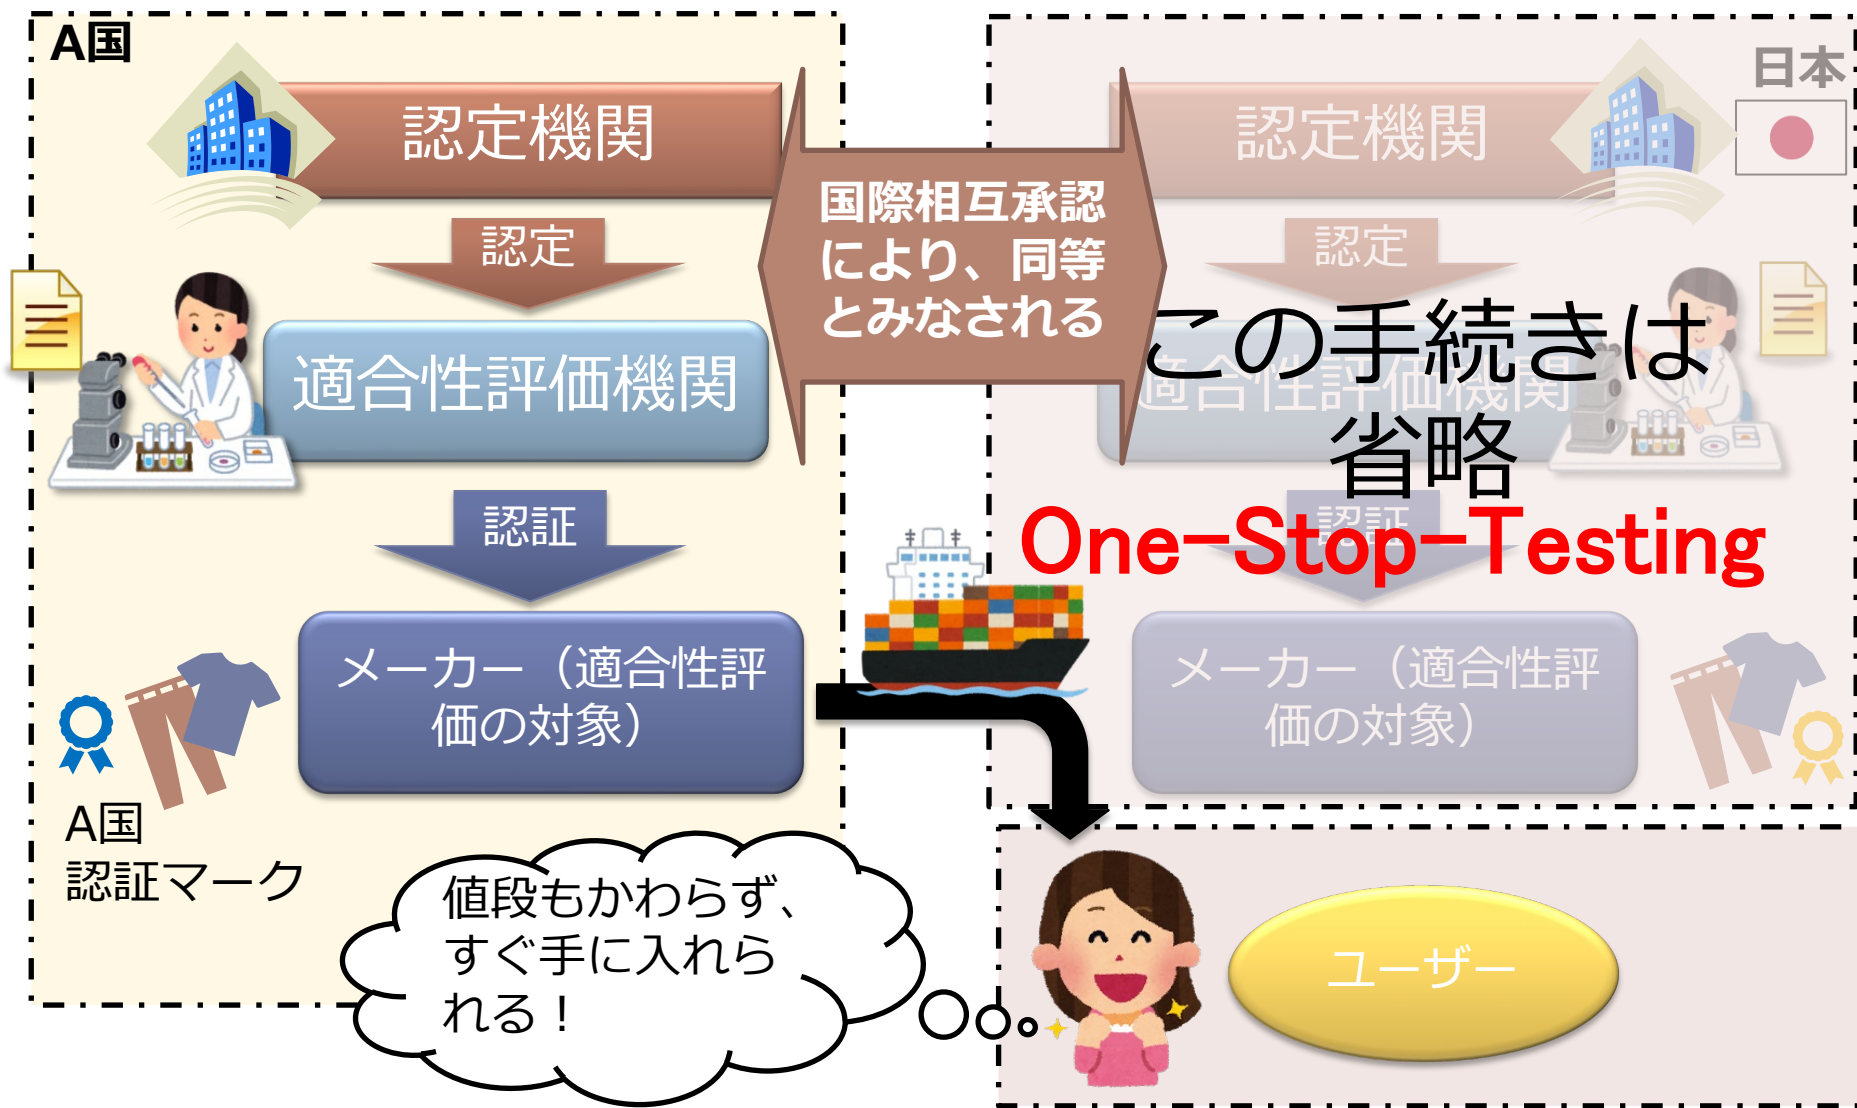 A国
認定機関
認定
適合性評価機関
認証
メーカー（適合性評
価の対象）
A国
認証マーク
国際相互承認
により、同等
とみなされる
日本
認定機関
認定
適合性評価機関
認証
メーカー（適合性評
価の対象）
この手続きは
省略
One-Stop-Testing
値段もかわらず、
すぐ手に入れら
れる！
ユーザー